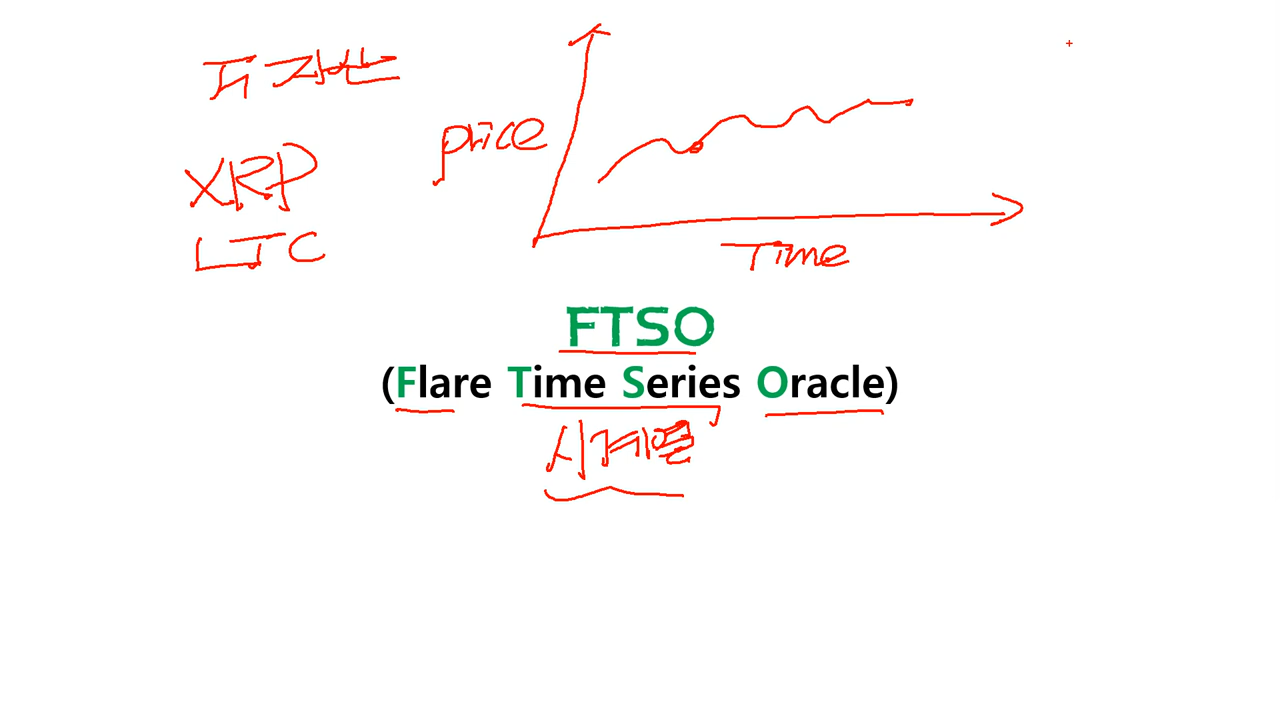 자산
XRP
LTC
price
Time
FTSO
(Flare Time Series Oracle)
시계열